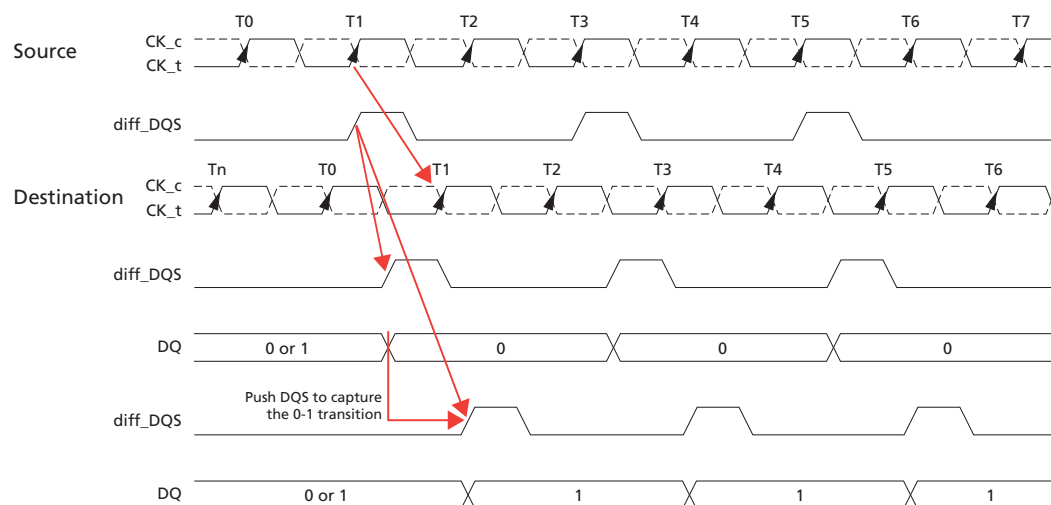 T0 T1 T2 T3 T4 T5 T6 T7
Source
CK_c
CK_t
diff_DQS
Tn T0 T1 T2 T3 T4 T5 T6
Destination
CK_c
CK_t
diff_DQS
DQ 0 or 1 0 0 0
Push DQS to capture
the 0-1 transition
diff_DQS
DQ 0 or 1 1 1 1